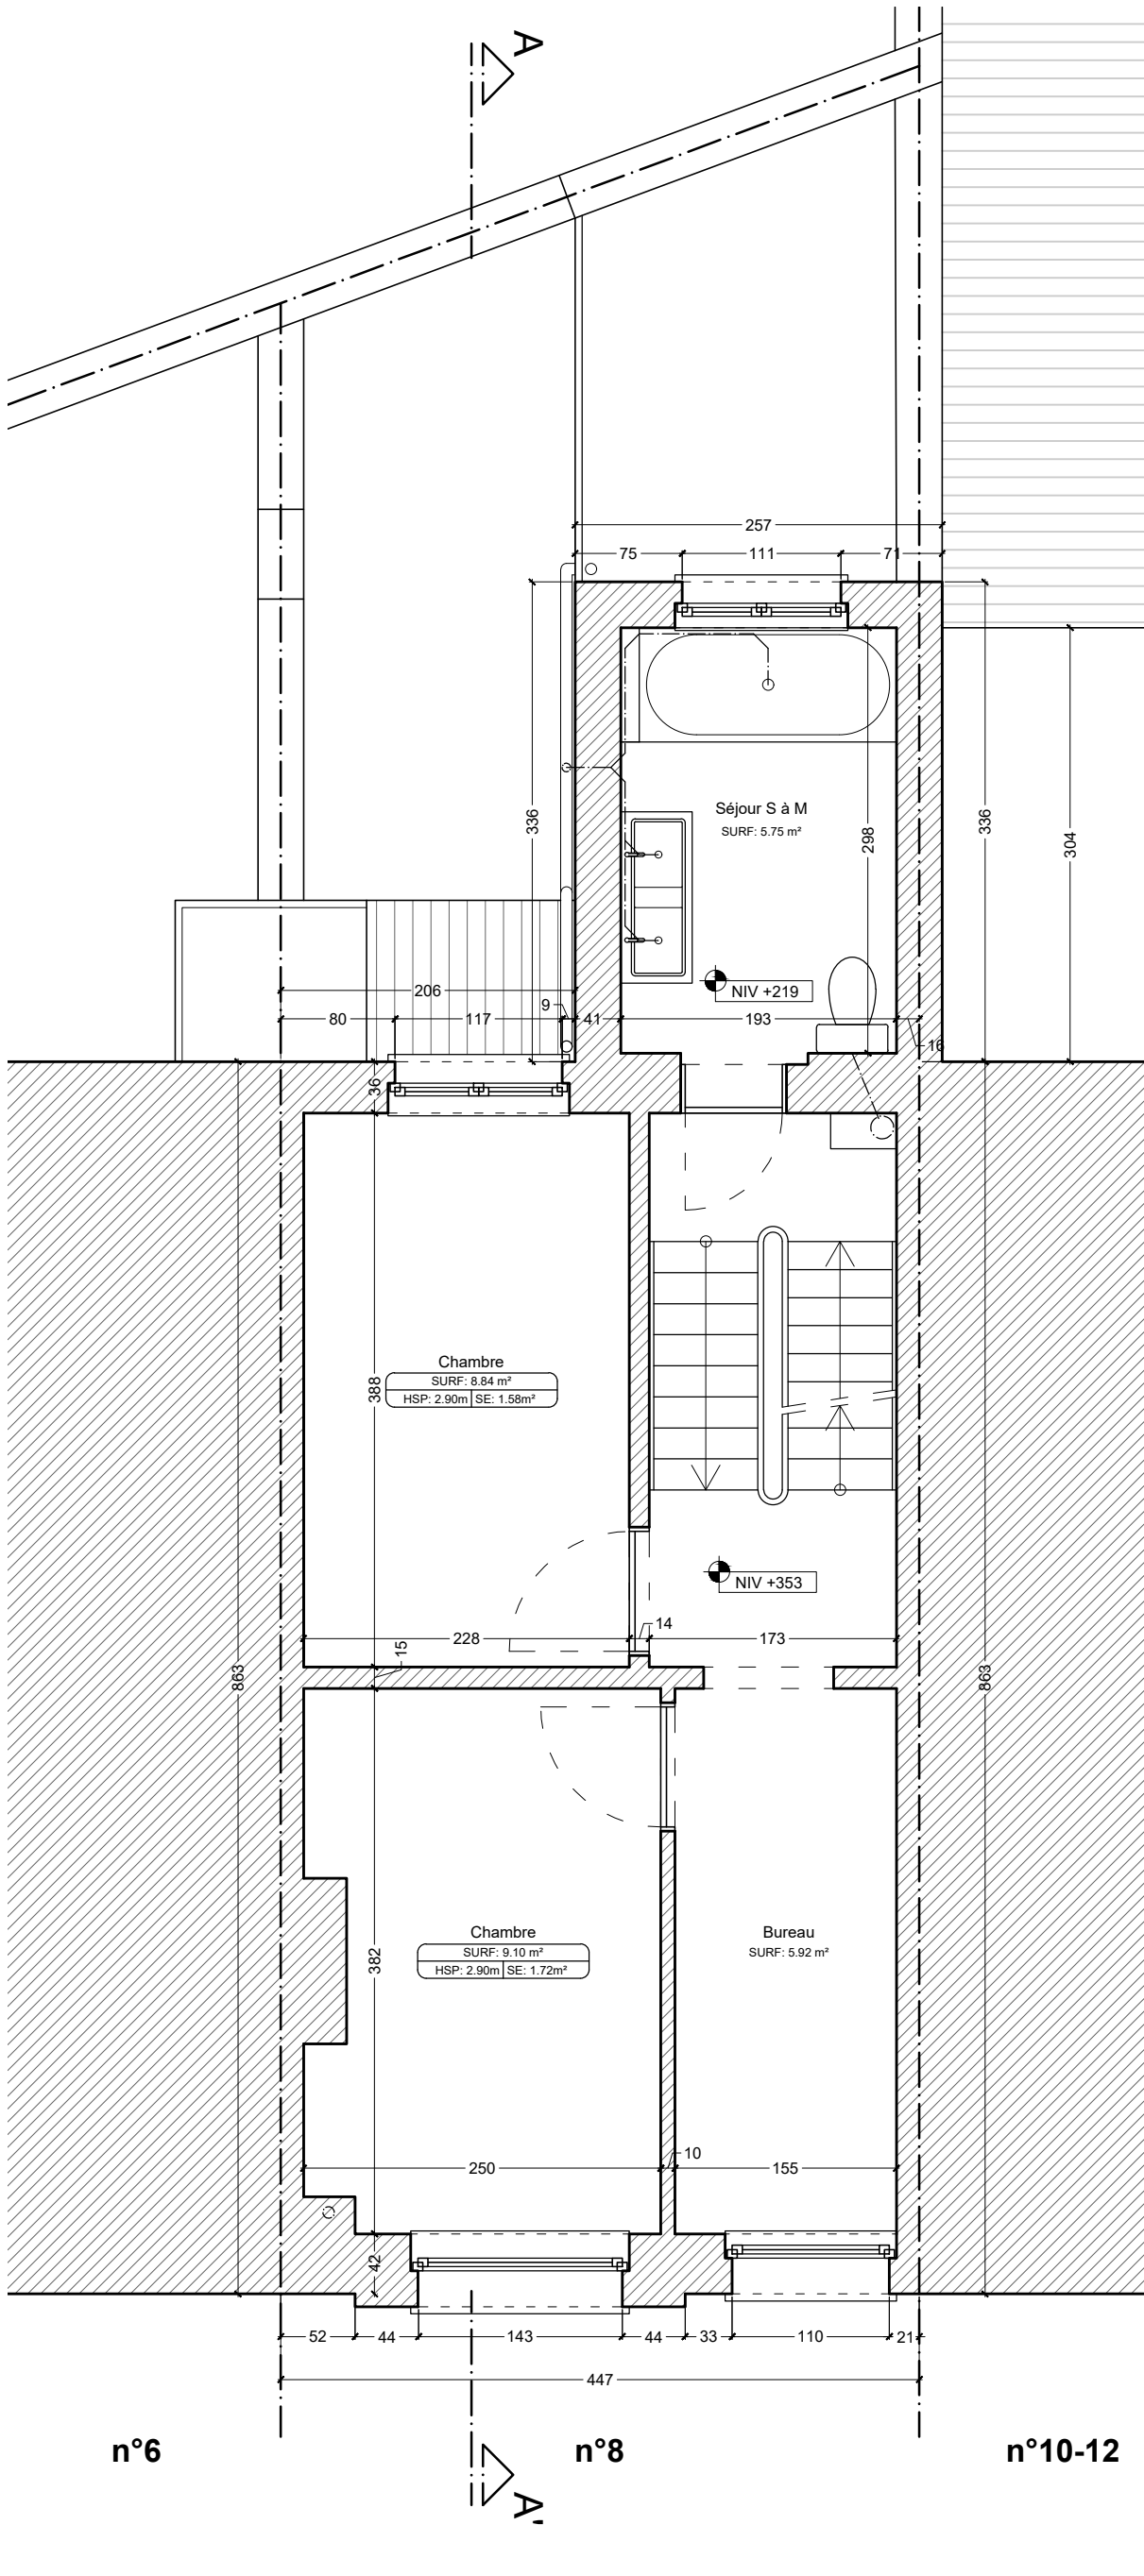 A
257
75
111
71
336
Séjour S à M
SURF: 5.75 m²
298
336
304
NIV +219
206
9
80
117
41
193
16
36
Chambre
SURF: 8.84 m²
HSP: 2.90m
SE: 1.58m²
388
NIV +353
14
228
173
15
863
863
Chambre
SURF: 9.10 m²
HSP: 2.90m
SE: 1.72m²
Bureau
SURF: 5.92 m²
382
10
250
155
42
52
44
143
44
33
110
21
447
n°6
n°8
n°10-12
A'